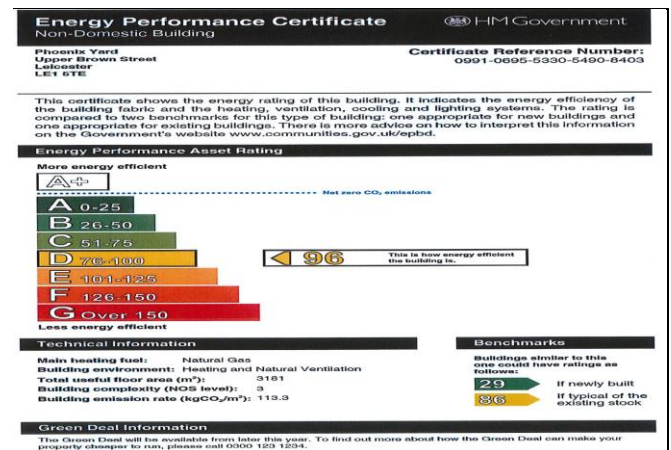 Energy Performance Certificate
HM Government
Non-Domestic Building
Phoenix Yard
Upper Brown Street
Leicester
LE1 5TE
Certificate Reference Number:
0991-0695-5330-5490-8403
This certificate shows the energy rating of this building. It indicates the energy efficiency of
the building fabric and the heating, ventilation, cooling and lighting systems. The rating is
compared to two benchmarks for this type of building: one appropriate for new buildings and
one appropriate for existing buildings. There is more advice on how to interpret this information
on the Government's website www.communities.gov.uk/epbd.
Energy Performance Asset Rating
More energy efficient
A+
Net zero CO₂ emissions
A 0-25
B 26-50
C 51-75
D 76-100
96
This is how energy efficient
the building is.
E 101-125
F 126-150
G Over 150
Less energy efficient
Technical Information
Main heating fuel: Natural Gas
Building environment: Heating and Natural Ventilation
Total useful floor area (m²): 3181
Building complexity (NOS level): 3
Building emission rate (kgCO₂/m²): 113.3
Benchmarks
Buildings similar to this
one could have ratings as
follows:
29 If newly built
86 If typical of the
existing stock
Green Deal Information
The Green Deal will be available from later this year. To find out more about how the Green Deal can make your
property cheaper to run, please call 0300 123 1234.